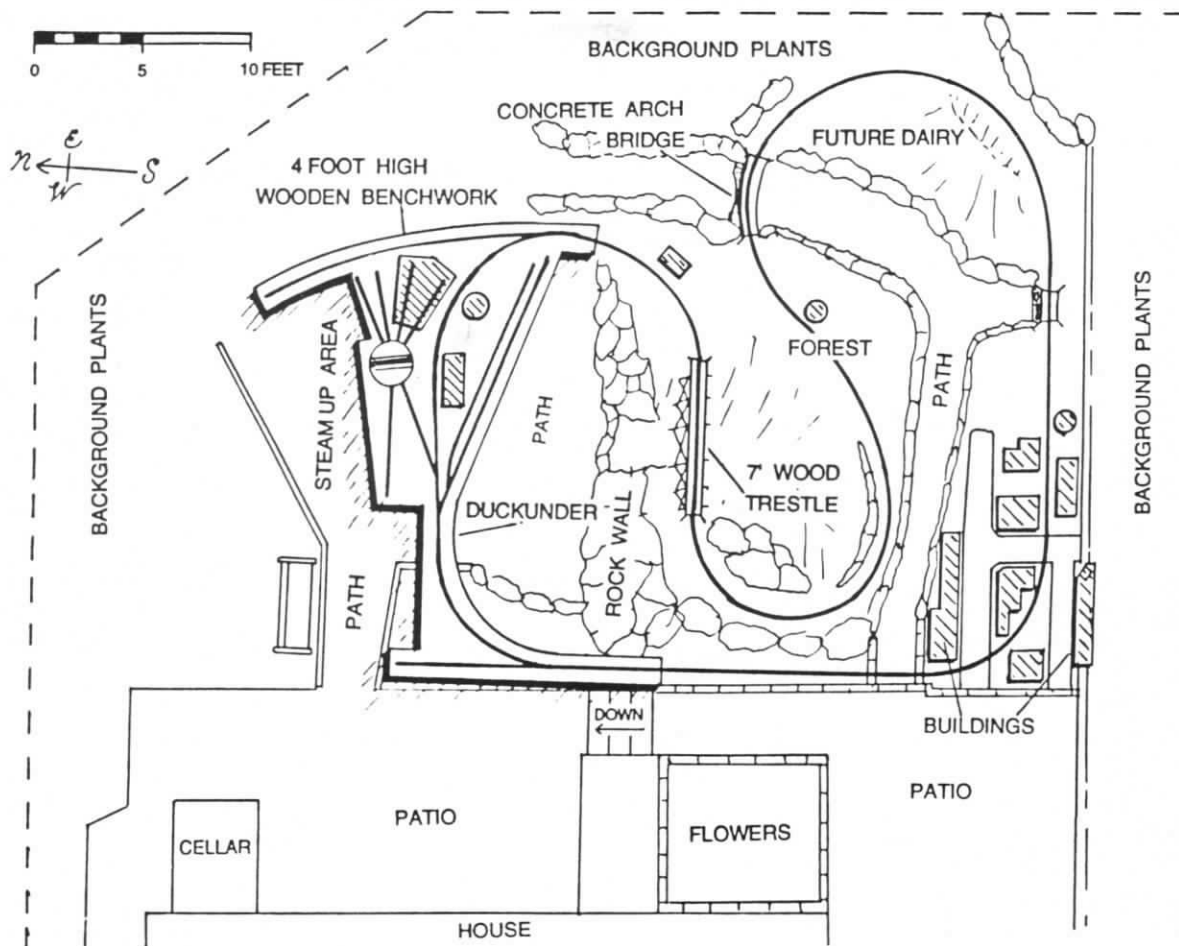 BACKGROUND PLANTS
0 5 10 FEET
CONCRETE ARCH
BRIDGE
FUTURE DAIRY
E
N S
W
4 FOOT HIGH
WOODEN BENCHWORK
BACKGROUND PLANTS
STEAM UP AREA
FOREST
PATH
BACKGROUND PLANTS
PATH
7' WOOD
TRESTLE
DUCKUNDER
ROCK WALL
PATH
DOWN
BUILDINGS
PATIO
PATIO
CELLAR
FLOWERS
HOUSE